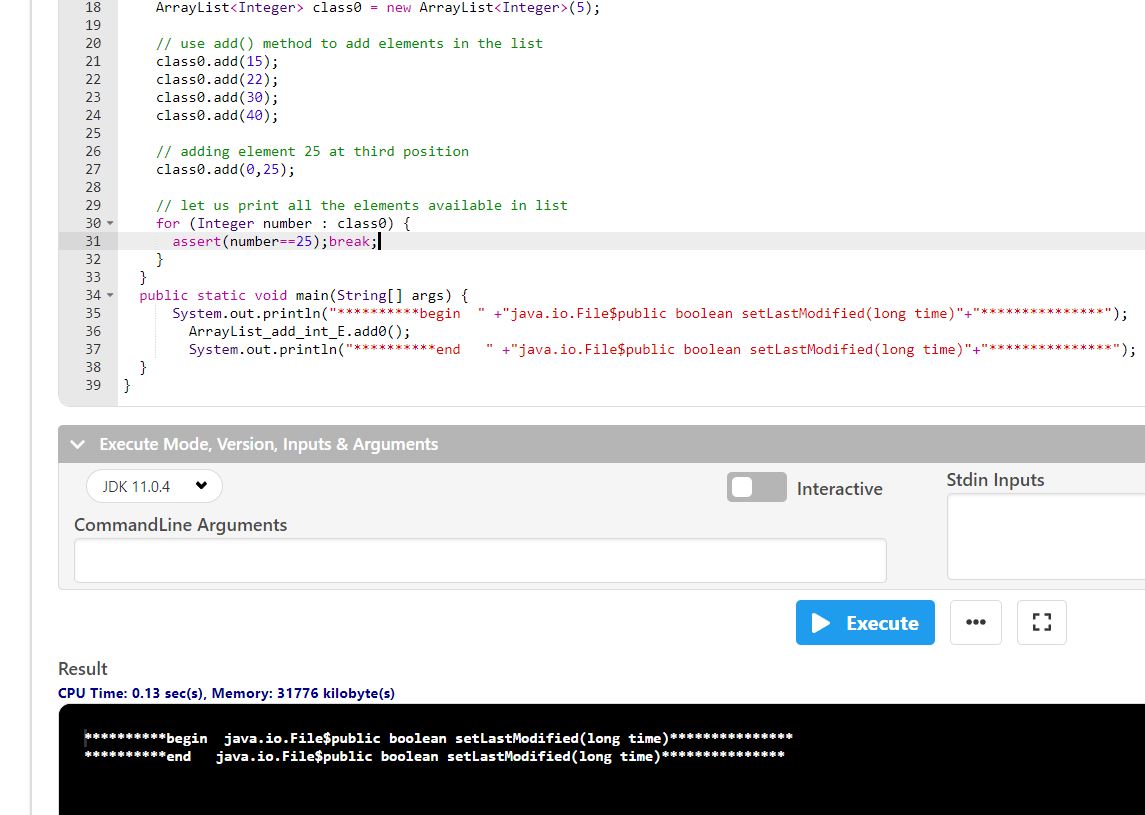 18 ArrayList<Integer> class0 = new ArrayList<Integer>(5);
19
20 // use add() method to add elements in the list
21 class0.add(15);
22 class0.add(22);
23 class0.add(30);
24 class0.add(40);
25
26 // adding element 25 at third position
27 class0.add(0,25);
28
29 // let us print all the elements available in list
30 for (Integer number : class0) {
31 assert(number==25);break;
32 }
33 }
34 public static void main(String[] args) {
35 System.out.println("**********begin  " +"java.io.File$public boolean setLastModified(long time)"+"***************");
36 ArrayList_add_int_E.add0();
37 System.out.println("**********end   " +"java.io.File$public boolean setLastModified(long time)"+"***************");
38 }
39 }
Execute Mode, Version, Inputs & Arguments
JDK 11.0.4
Interactive
Stdin Inputs
CommandLine Arguments
Execute
Result
CPU Time: 0.13 sec(s), Memory: 31776 kilobyte(s)
**********begin  java.io.File$public boolean setLastModified(long time)***************
**********end   java.io.File$public boolean setLastModified(long time)***************